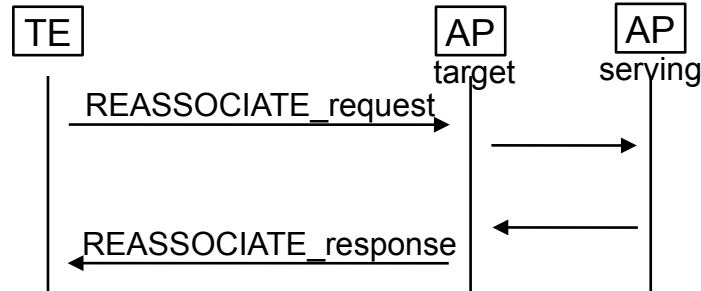 TE
AP
AP
target
serving
REASSOCIATE_request
REASSOCIATE_response